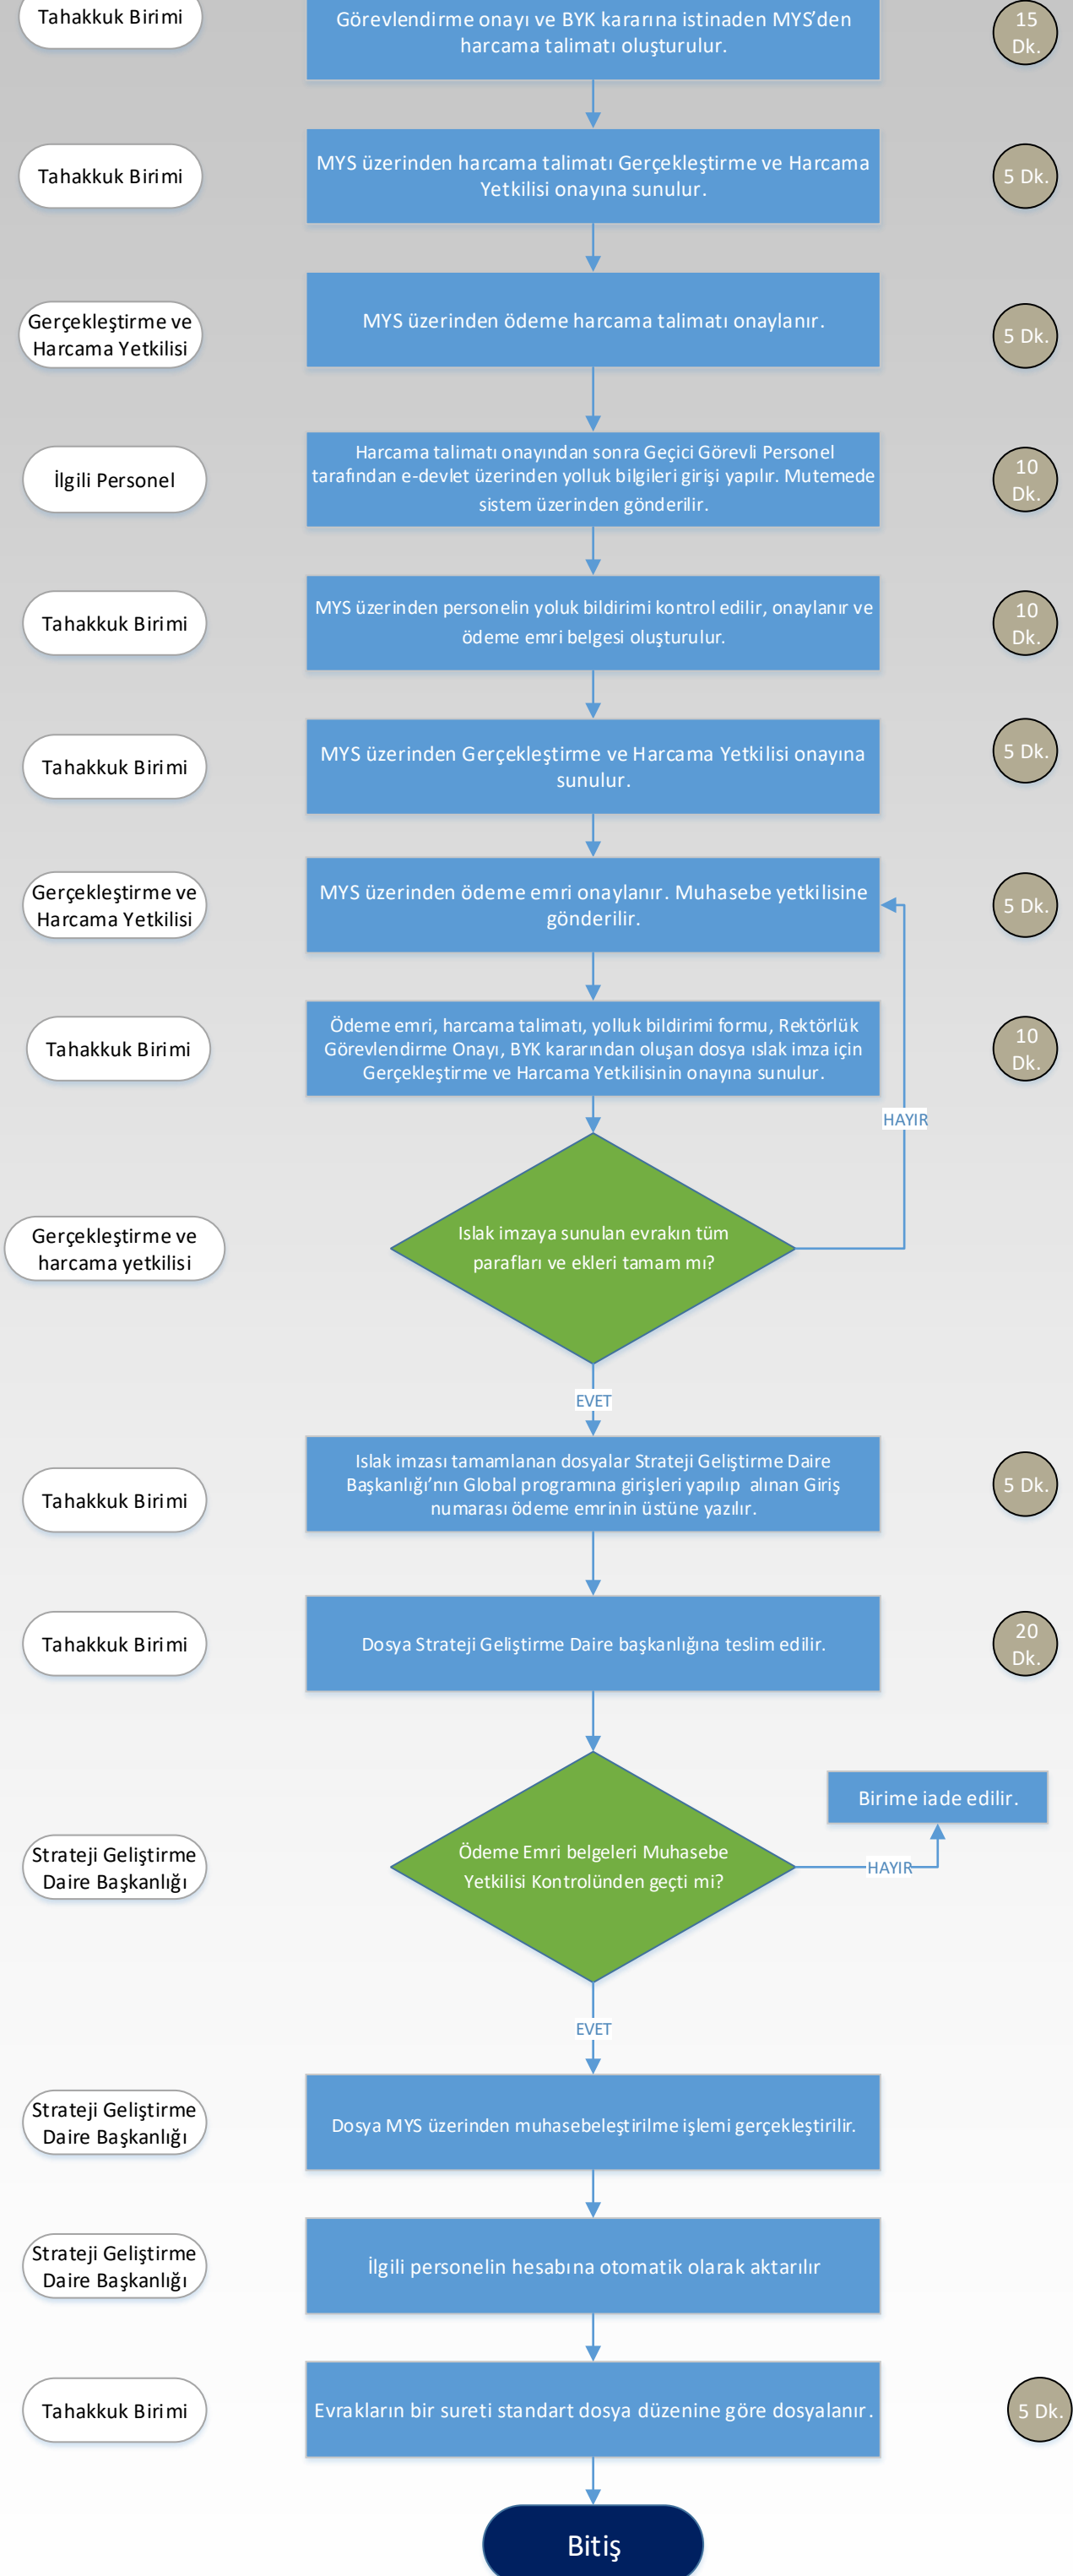 Tahakkuk Birimi
Görevlendirme onayı ve BYK kararına istinaden MYS’den
harcama talimatı oluşturulur.
15
Dk.
Tahakkuk Birimi
MYS üzerinden harcama talimatı Gerçekleştirme ve Harcama
Yetkilisi onayına sunulur.
5 Dk.
Gerçekleştirme ve
Harcama Yetkilisi
MYS üzerinden ödeme harcama talimatı onaylanır.
5 Dk.
İlgili Personel
Harcama talimatı onayından sonra Geçici Görevli Personel
tarafından e-devlet üzerinden yolluk bilgileri girişi yapılır. Mutemede
sistem üzerinden gönderilir.
10
Dk.
Tahakkuk Birimi
MYS üzerinden personelin yoluk bildirimi kontrol edilir, onaylanır ve
ödeme emri belgesi oluşturulur.
10
Dk.
Tahakkuk Birimi
MYS üzerinden Gerçekleştirme ve Harcama Yetkilisi onayına
sunulur.
5 Dk.
Gerçekleştirme ve
Harcama Yetkilisi
MYS üzerinden ödeme emri onaylanır. Muhasebe yetkilisine
gönderilir.
5 Dk.
Tahakkuk Birimi
Ödeme emri, harcama talimatı, yolluk bildirimi formu, Rektörlük
Görevlendirme Onayı, BYK kararından oluşan dosya ıslak imza için
Gerçekleştirme ve Harcama Yetkilisinin onayına sunulur.
10
Dk.
HAYIR
Gerçekleştirme ve
harcama yetkilisi
Islak imzaya sunulan evrakın tüm
parafları ve ekleri tamam mı?
EVET
Tahakkuk Birimi
Islak imzası tamamlanan dosyalar Strateji Geliştirme Daire
Başkanlığı’nın Global programına girişleri yapılıp alınan Giriş
numarası ödeme emrinin üstüne yazılır.
5 Dk.
Tahakkuk Birimi
Dosya Strateji Geliştirme Daire başkanlığına teslim edilir.
20
Dk.
Birime iade edilir.
Strateji Geliştirme
Daire Başkanlığı
Ödeme Emri belgeleri Muhasebe
Yetkilisi Kontrolünden geçti mi?
HAYIR
EVET
Strateji Geliştirme
Daire Başkanlığı
Dosya MYS üzerinden muhasebeleştirilme işlemi gerçekleştirilir.
Strateji Geliştirme
Daire Başkanlığı
İlgili personelin hesabına otomatik olarak aktarılır
Tahakkuk Birimi
Evrakların bir sureti standart dosya düzenine göre dosyalanır.
5 Dk.
Bitiş